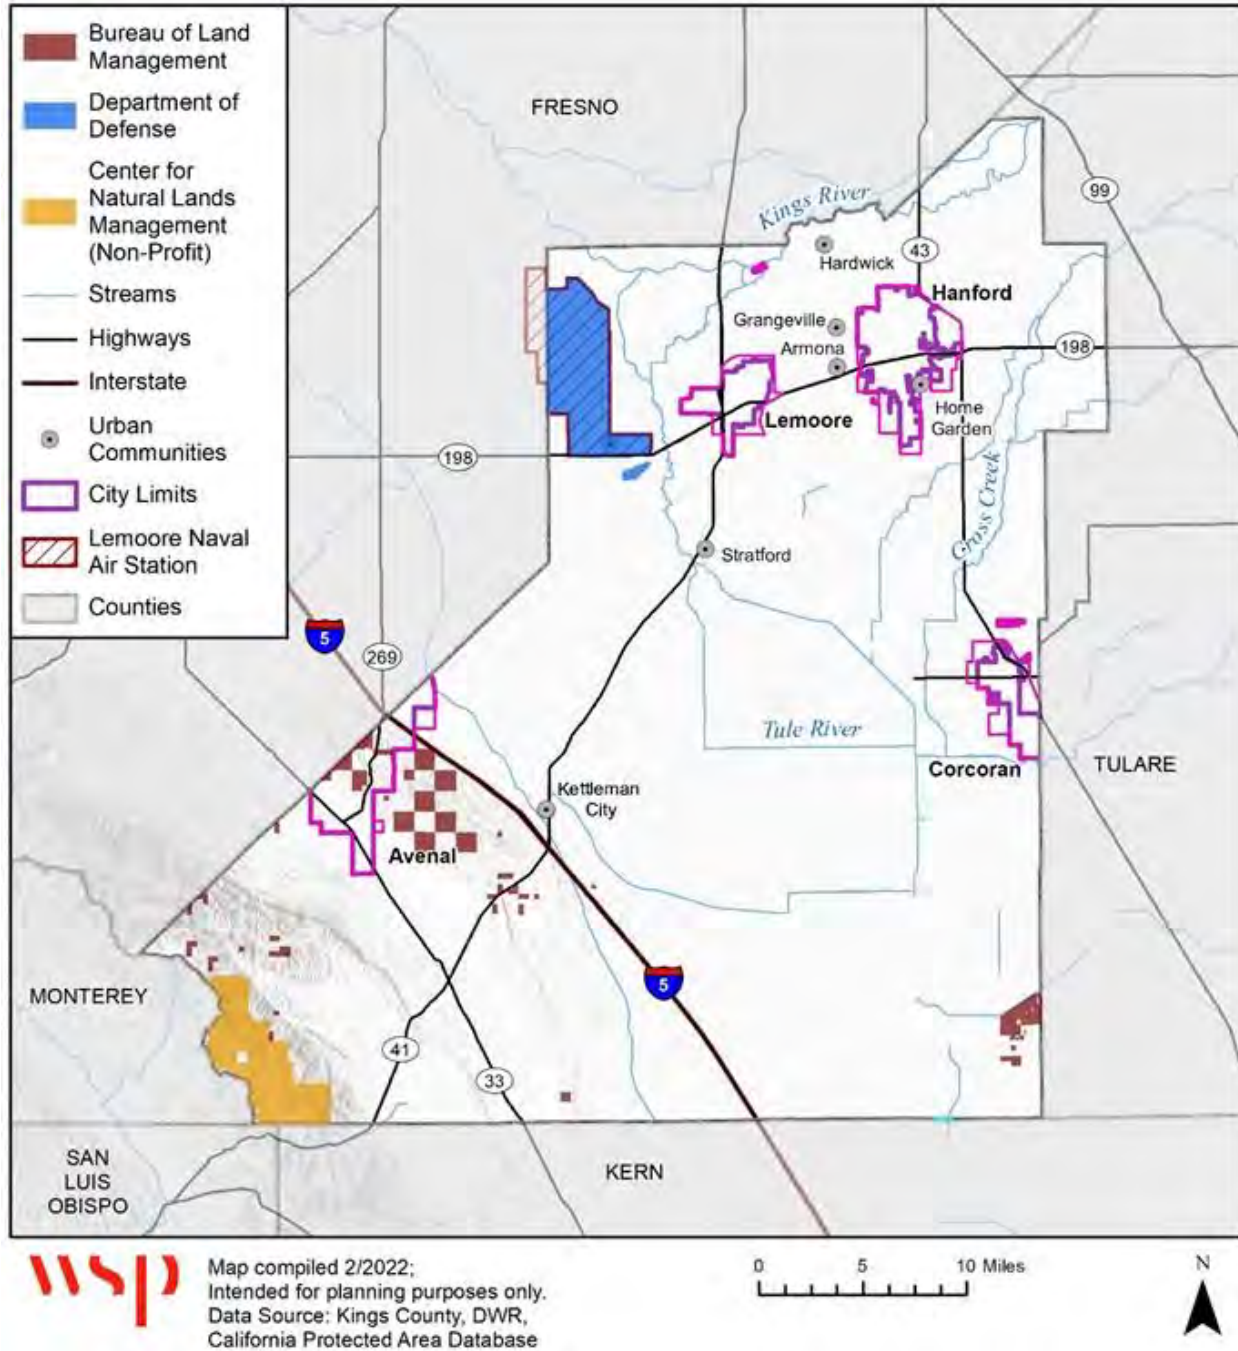 Bureau of Land
Management
Department of
Defense
Center for
Natural Lands
Management
(Non-Profit)
Streams
Highways
Interstate
Urban
Communities
City Limits
Lemoore Naval
Air Station
Counties
FRESNO
99
Kings River
Hardwick
43
Hanford
Grangeville
Armona
198
Home
Garden
Lemoore
198
Cross Creek
Stratford
5
269
Tule River
Corcoran
TULARE
Kettleman
City
Avenal
5
MONTEREY
41
33
SAN
LUIS
OBISPO
KERN
wsp
Map compiled 2/2022;
Intended for planning purposes only.
Data Source: Kings County, DWR,
California Protected Area Database
0 5 10 Miles
N